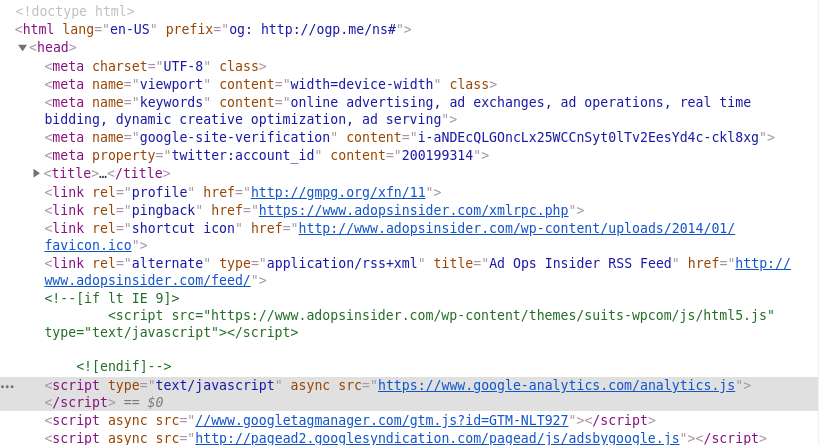 <!doctype html>
<html lang="en-US" prefix="og: http://ogp.me/ns#">
▼<head>
<meta charset="UTF-8" class>
<meta name="viewport" content="width=device-width" class>
<meta name="keywords" content="online advertising, ad exchanges, ad operations, real time
bidding, dynamic creative optimization, ad serving">
<meta name="google-site-verification" content="i-aNDEcQLGOncLx25WCCnSyt0lTv2EesYd4c-ckl8xg">
<meta property="twitter:account_id" content="200199314">
▶<title>…</title>
<link rel="profile" href="http://gmpg.org/xfn/11">
<link rel="pingback" href="https://www.adopsinsider.com/xmlrpc.php">
<link rel="shortcut icon" href="http://www.adopsinsider.com/wp-content/uploads/2014/01/
favicon.ico">
<link rel="alternate" type="application/rss+xml" title="Ad Ops Insider RSS Feed" href="http://
www.adopsinsider.com/feed/">
<!--[if lt IE 9]>
<script src="https://www.adopsinsider.com/wp-content/themes/suits-wpcom/js/html5.js"
type="text/javascript"></script>
<![endif]-->
<script type="text/javascript" async src="https://www.google-analytics.com/analytics.js">
</script> == $0
<script async src="//www.googletagmanager.com/gtm.js?id=GTM-NLT927"></script>
<script async src="http://pagead2.googlesyndication.com/pagead/js/adsbygoogle.js"></script>